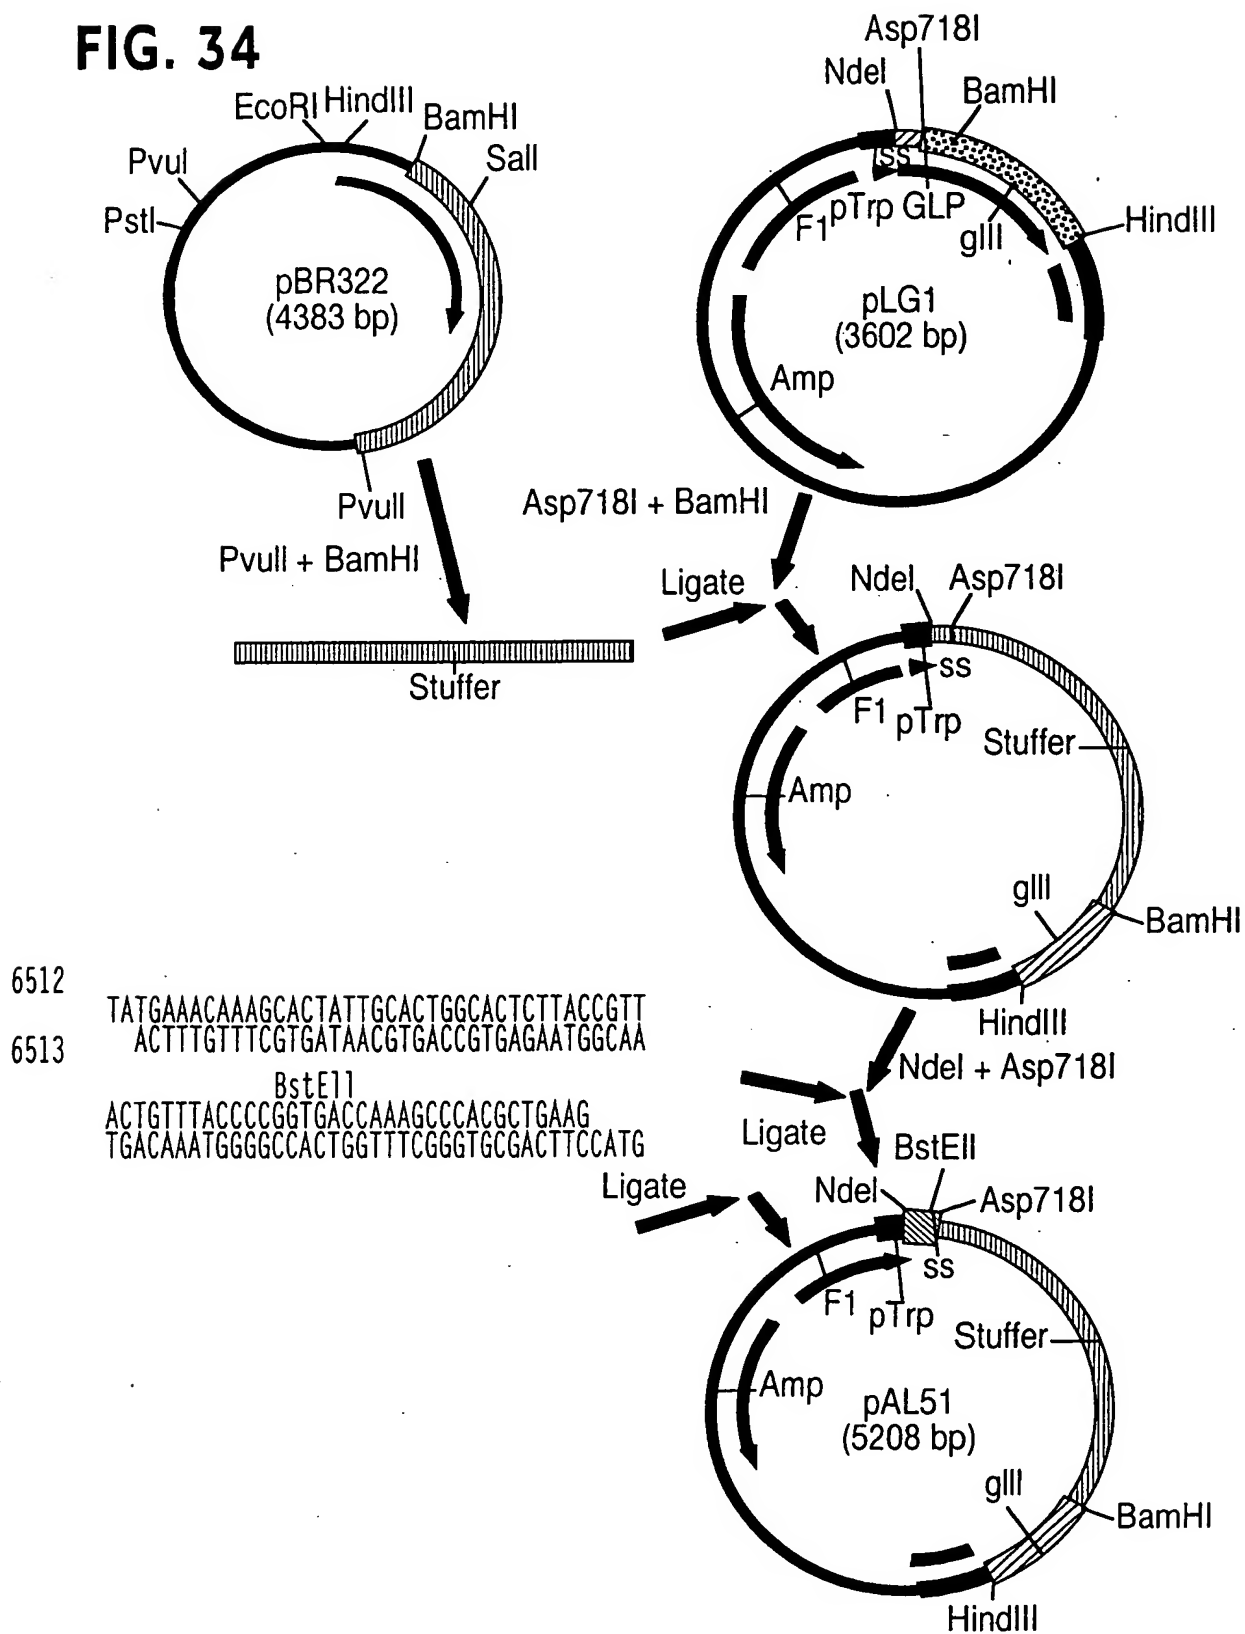 FIG. 34
EcoRI
HindIII
BamHI
SalI
PvuI
PstI
pBR322
(4383 bp)
PvuII
PvuII + BamHI
Stuffer
Asp718I
NdeI
BamHI
ss
F1
pTrp
GLP
gIII
HindIII
pLG1
(3602 bp)
Amp
Asp718I + BamHI
Ligate
NdeI
Asp718I
ss
F1
pTrp
Stuffer
Amp
gIII
BamHI
HindIII
6512
TATGAAACAAAGCACTATTGCACTGGCACTCTTACCGTT
6513
ACTTTGTTTCGTGATAACGTGACCGTGAGAATGGCAA
BstE11
ACTGTTTACCCCGGTGACCAAAGCCCACGCTGAAG
TGACAAATGGGGCCACTGGTTTCGGGTGCGACTTCCATG
NdeI + Asp718I
Ligate
Ligate
BstEII
NdeI
Asp718I
ss
F1
pTrp
Stuffer
Amp
pAL51
(5208 bp)
gIII
BamHI
HindIII